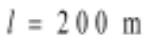 l = 200 m